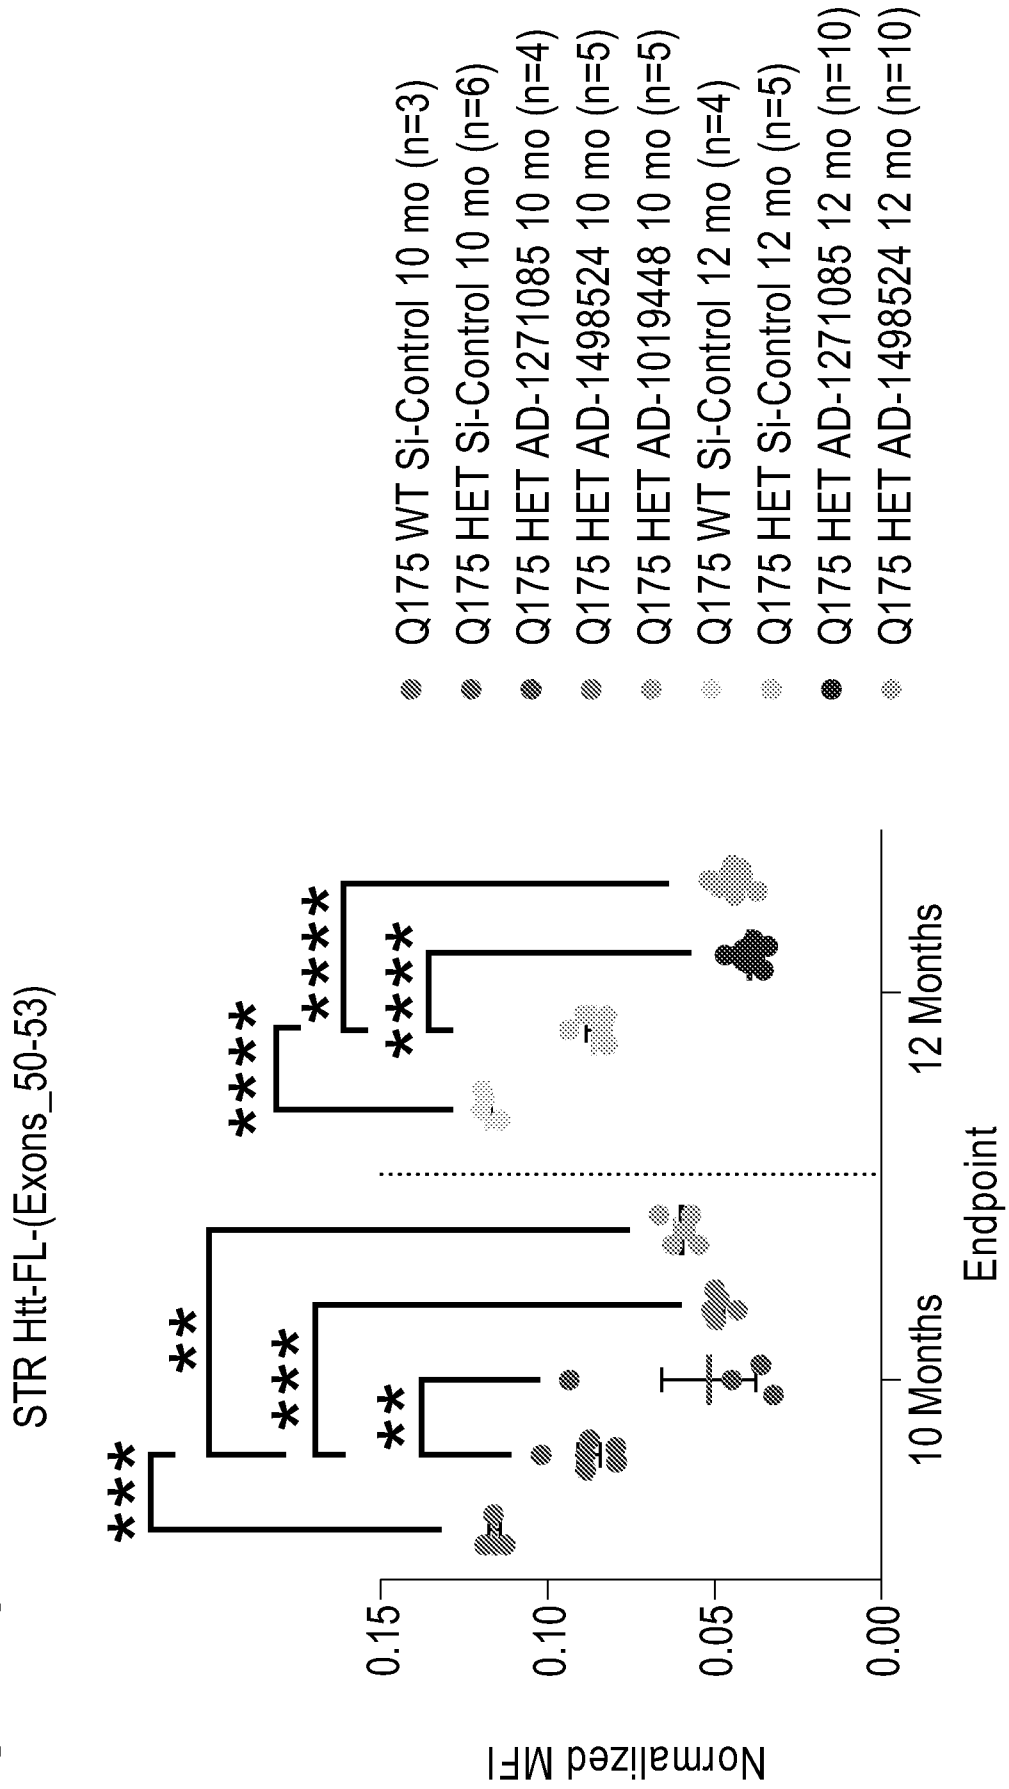 STR Htt-FL-(Exons_50-53)
Normalized MFI
0.15
0.10
0.05
0.00
***
**
***
**
****
****
****
10 Months
12 Months
Endpoint
Q175 WT Si-Control 10 mo (n=3)
Q175 HET Si-Control 10 mo (n=6)
Q175 HET AD-1271085 10 mo (n=4)
Q175 HET AD-1498524 10 mo (n=5)
Q175 HET AD-1019448 10 mo (n=5)
Q175 WT Si-Control 12 mo (n=4)
Q175 HET Si-Control 12 mo (n=5)
Q175 HET AD-1271085 12 mo (n=10)
Q175 HET AD-1498524 12 mo (n=10)